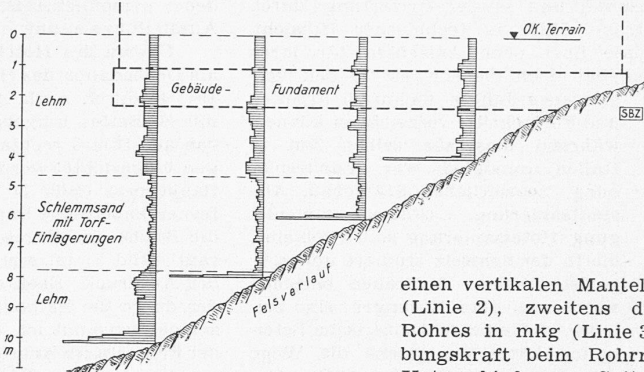 0
OK. Terrain
1
Gebäude-
Fundament
2
Lehm
SBZ
3
4
5
Schlemmsand
mit Torf-
Einlagerungen
6
7
8
Felsverlauf
Lehm
9
10
m
einen vertikalen Mantel
(Linie 2), zweitens d
Rohres in mkg (Linie 3
bungskraft beim Rohr